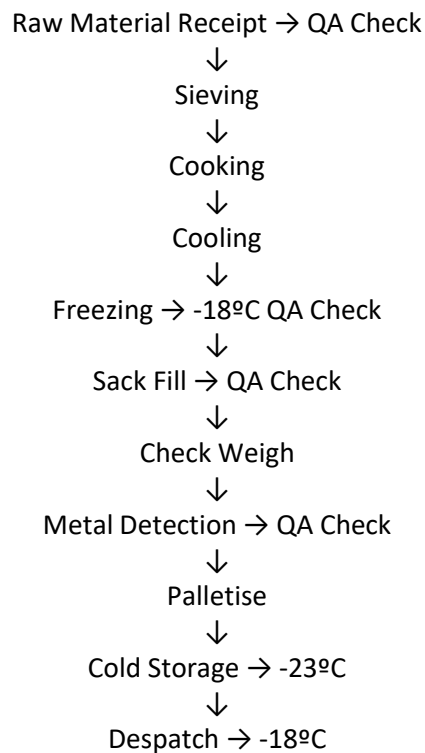 Raw Material Receipt → QA Check
↓
Sieving
↓
Cooking
↓
Cooling
↓
Freezing → -18ºC QA Check
↓
Sack Fill → QA Check
↓
Check Weigh
↓
Metal Detection → QA Check
↓
Palletise
↓
Cold Storage → -23ºC
↓
Despatch → -18ºC